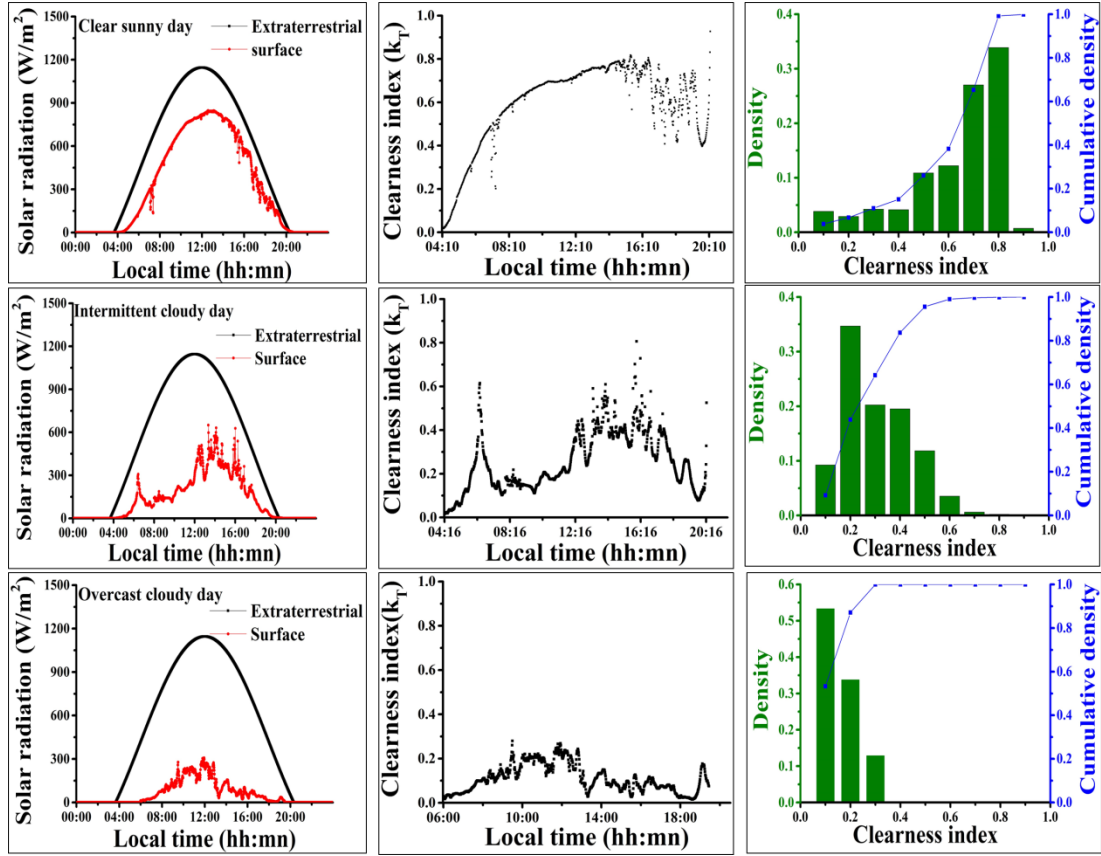 Solar radiation (W/m²)
1500
1200
900
600
300
0
Clear sunny day
Extraterrestrial
surface
00:00 04:00 08:00 12:00 16:00 20:00
Local time (hh:mn)
Clearness index (kT)
1.0
0.8
0.6
0.4
0.2
0.0
04:10 08:10 12:10 16:10 20:10
Local time (hh:mn)
Density
0.4
0.3
0.2
0.1
0.0
0.0 0.2 0.4 0.6 0.8 1.0
Clearness index
1.0
0.8
0.6
0.4
0.2
0.0
Cumulative density
Solar radiation (W/m²)
1500
1200
900
600
300
0
Intermittent cloudy day
Extraterrestrial
Surface
00:00 04:00 08:00 12:00 16:00 20:00
Local time (hh:mn)
Clearness index (kT)
1.0
0.8
0.6
0.4
0.2
0.0
04:16 08:16 12:16 16:16 20:16
Local time (hh:mn)
Density
0.4
0.3
0.2
0.1
0.0
0.0 0.2 0.4 0.6 0.8 1.0
Clearness index
1.0
0.8
0.6
0.4
0.2
0.0
Cumulative density
Solar radiation (W/m²)
1500
1200
900
600
300
0
Overcast cloudy day
Extraterrestrial
Surface
00:00 04:00 08:00 12:00 16:00 20:00
Local time (hh:mn)
Clearness index(kT)
1.0
0.8
0.6
0.4
0.2
0.0
06:00 10:00 14:00 18:00
Local time (hh:mn)
Density
0.6
0.5
0.4
0.3
0.2
0.1
0.0
0.0 0.2 0.4 0.6 0.8 1.0
Clearness index
1.0
0.8
0.6
0.4
0.2
0.0
Cumulative density